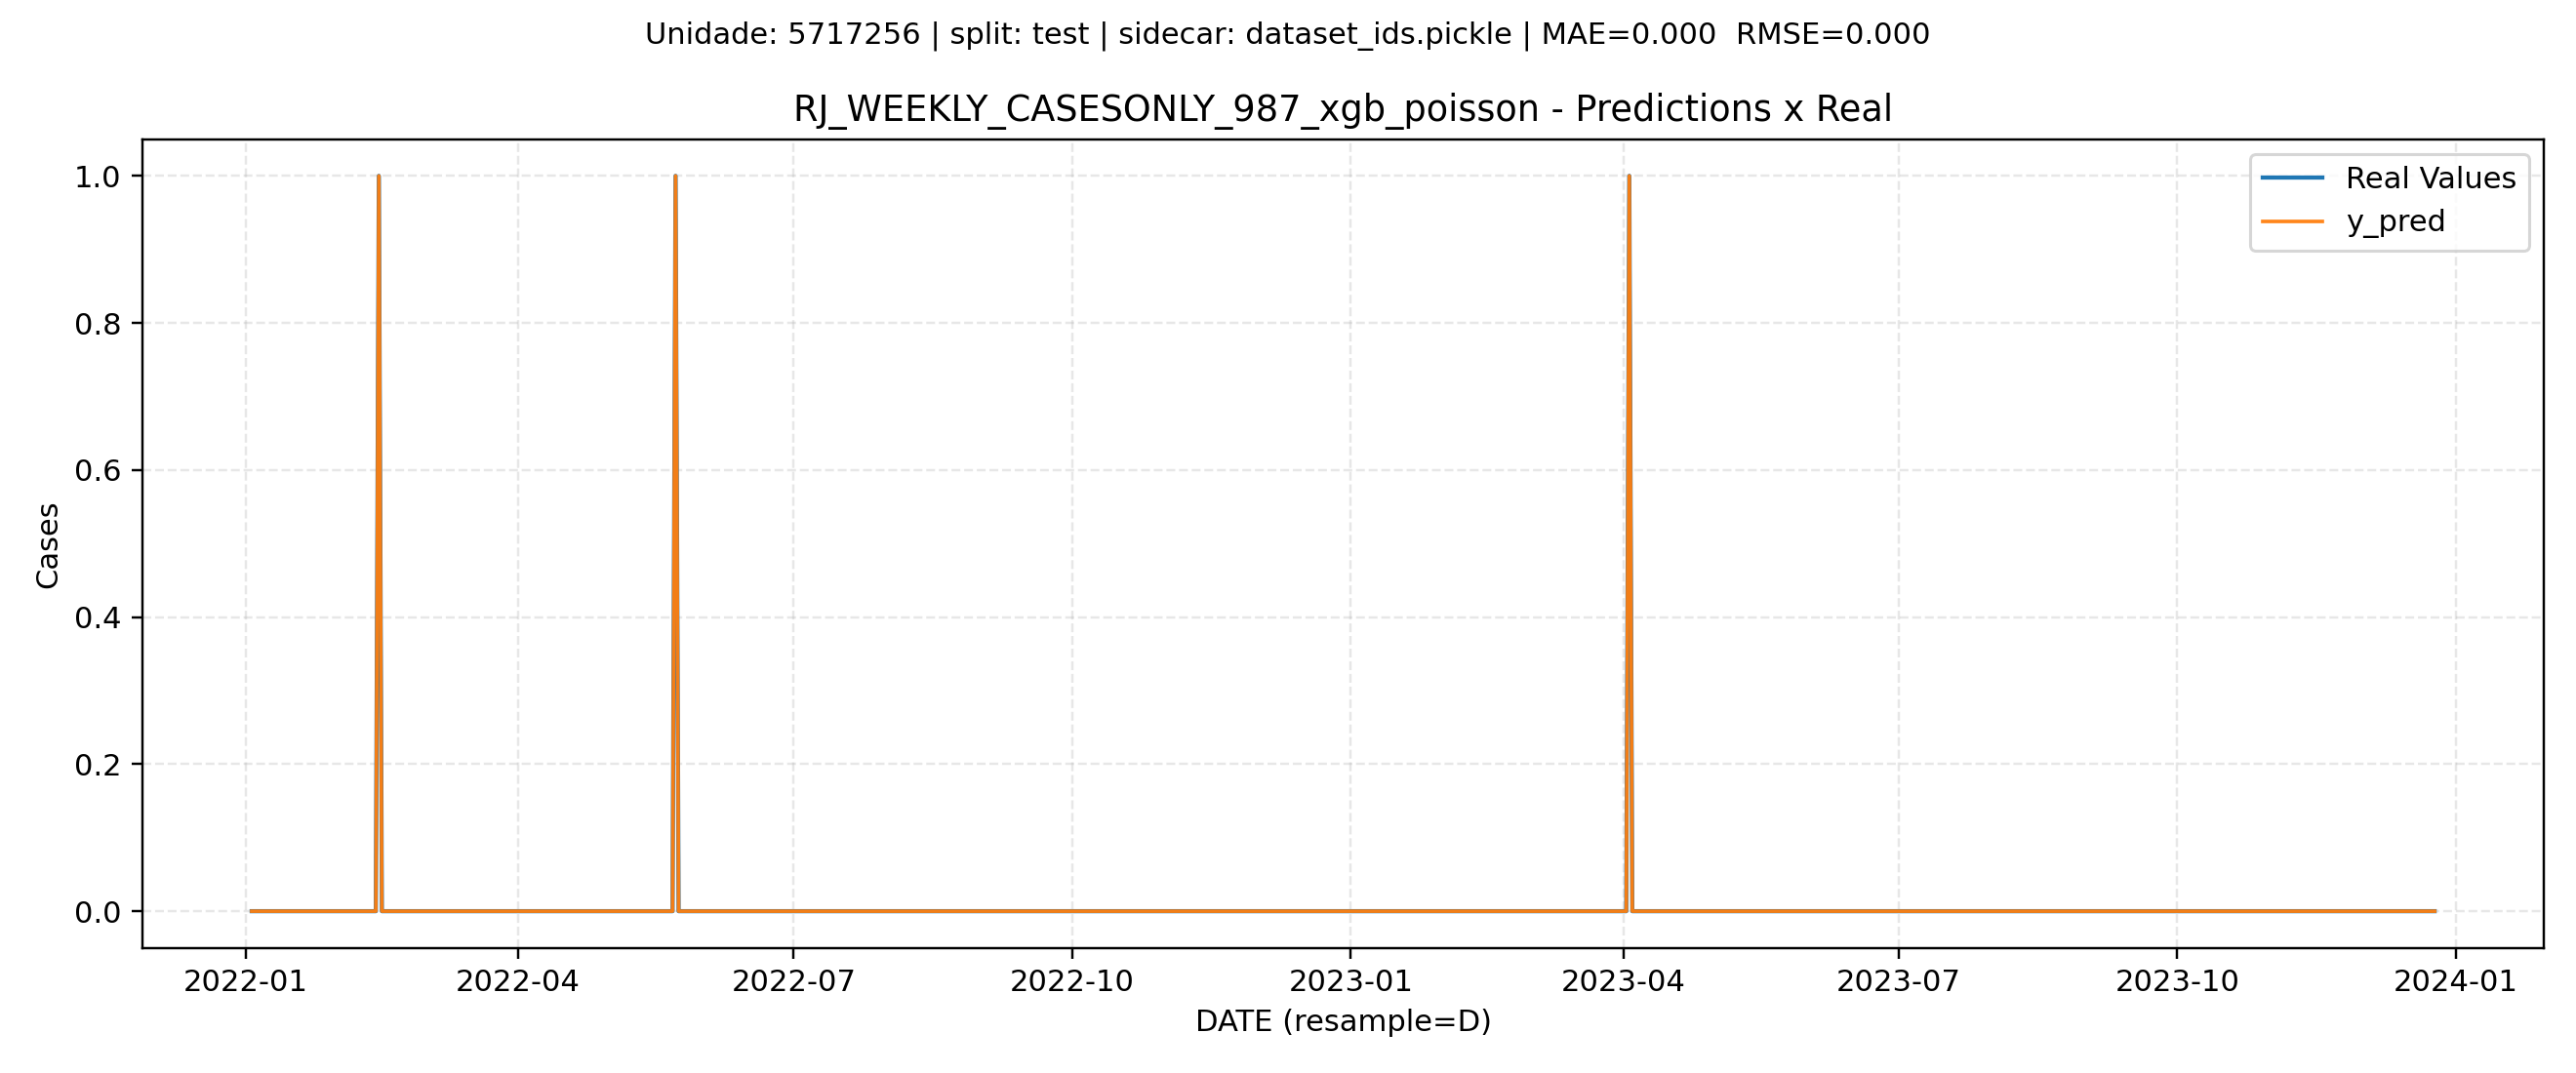 Unidade: 5717256 | split: test | sidecar: dataset_ids.pickle | MAE=0.000  RMSE=0.000
RJ_WEEKLY_CASESONLY_987_xgb_poisson - Predictions x Real
Real Values
y_pred
1.0
0.8
0.6
0.4
0.2
0.0
Cases
2022-01
2022-04
2022-07
2022-10
2023-01
2023-04
2023-07
2023-10
2024-01
DATE (resample=D)